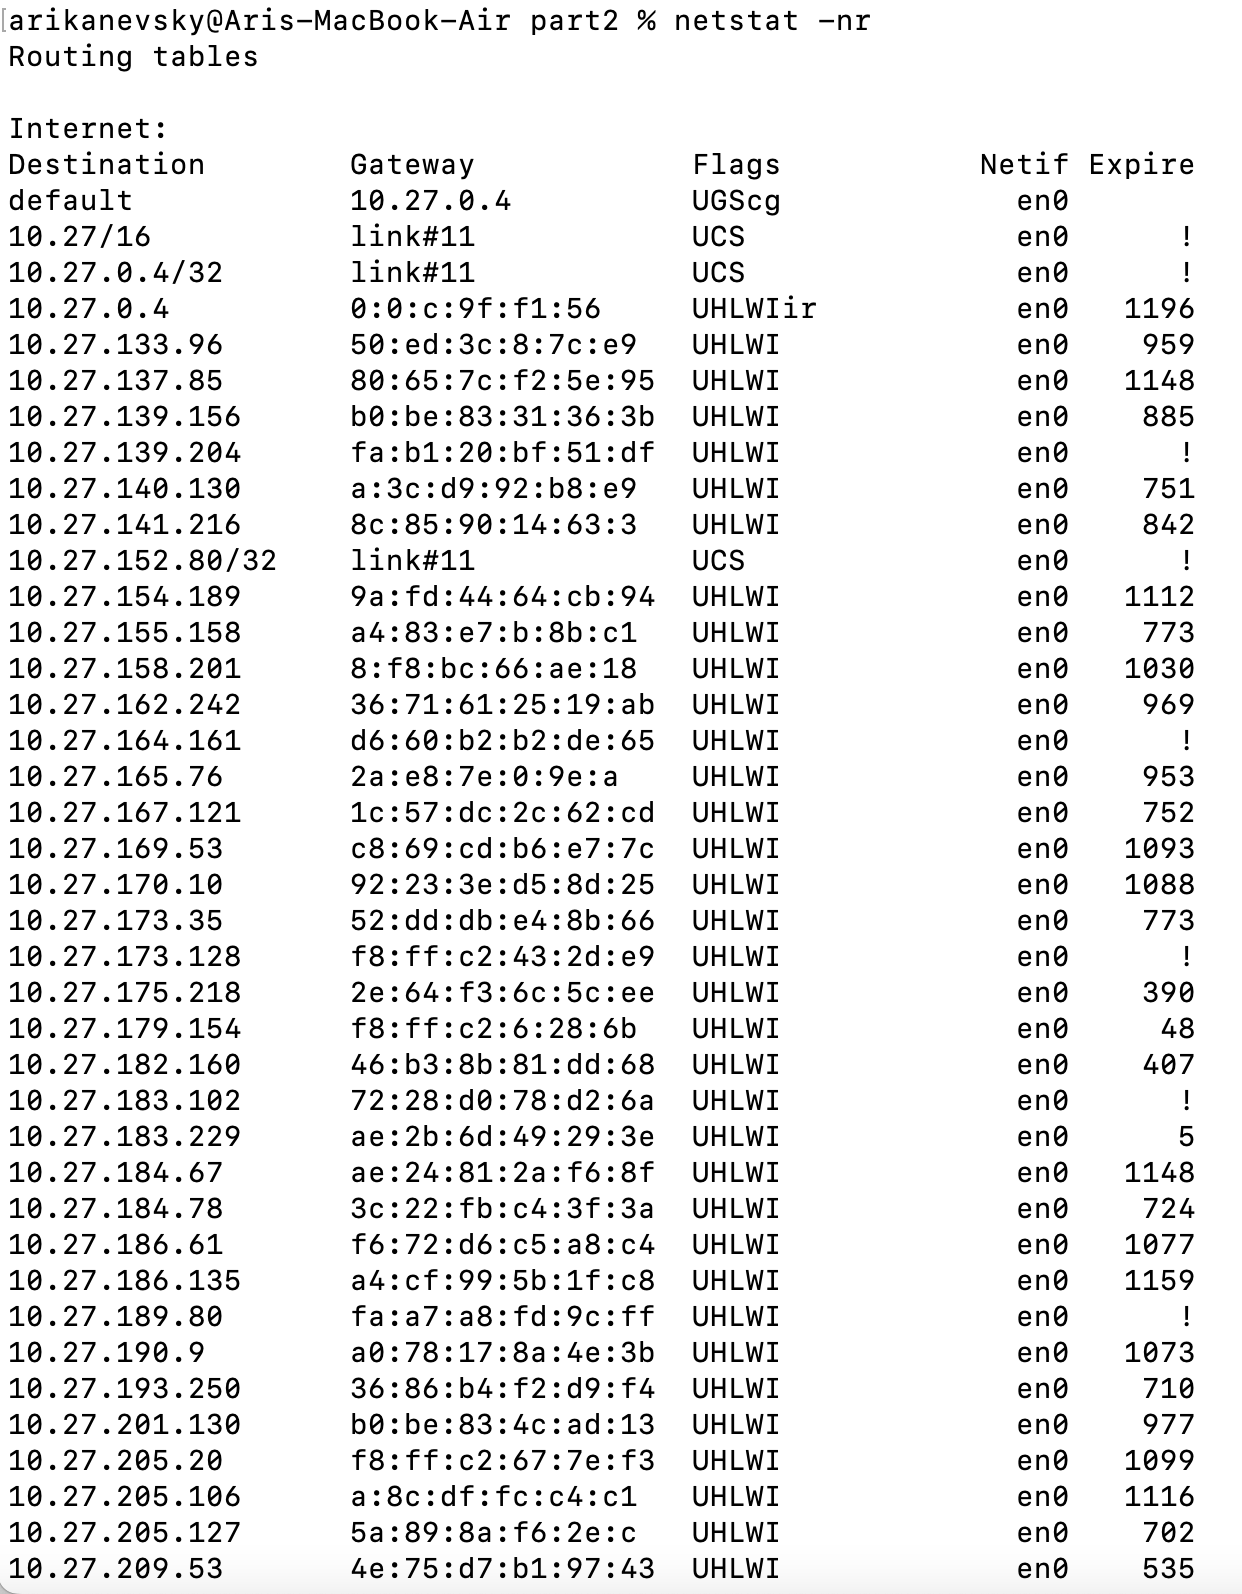 arikanevsky@Aris-MacBook-Air part2 % netstat -nr
Routing tables

Internet:
Destination        Gateway            Flags           Netif Expire
default            10.27.0.4          UGScg             en0
10.27/16           link#11            UCS               en0      !
10.27.0.4/32       link#11            UCS               en0      !
10.27.0.4          0:0:c:9f:f1:56     UHLWIir           en0   1196
10.27.133.96       50:ed:3c:8:7c:e9   UHLWI             en0    959
10.27.137.85       80:65:7c:f2:5e:95  UHLWI             en0   1148
10.27.139.156      b0:be:83:31:36:3b  UHLWI             en0    885
10.27.139.204      fa:b1:20:bf:51:df  UHLWI             en0      !
10.27.140.130      a:3c:d9:92:b8:e9   UHLWI             en0    751
10.27.141.216      8c:85:90:14:63:3   UHLWI             en0    842
10.27.152.80/32    link#11            UCS               en0      !
10.27.154.189      9a:fd:44:64:cb:94  UHLWI             en0   1112
10.27.155.158      a4:83:e7:b:8b:c1   UHLWI             en0    773
10.27.158.201      8:f8:bc:66:ae:18   UHLWI             en0   1030
10.27.162.242      36:71:61:25:19:ab  UHLWI             en0    969
10.27.164.161      d6:60:b2:b2:de:65  UHLWI             en0      !
10.27.165.76       2a:e8:7e:0:9e:a    UHLWI             en0    953
10.27.167.121      1c:57:dc:2c:62:cd  UHLWI             en0    752
10.27.169.53       c8:69:cd:b6:e7:7c  UHLWI             en0   1093
10.27.170.10       92:23:3e:d5:8d:25  UHLWI             en0   1088
10.27.173.35       52:dd:db:e4:8b:66  UHLWI             en0    773
10.27.173.128      f8:ff:c2:43:2d:e9  UHLWI             en0      !
10.27.175.218      2e:64:f3:6c:5c:ee  UHLWI             en0    390
10.27.179.154      f8:ff:c2:6:28:6b   UHLWI             en0     48
10.27.182.160      46:b3:8b:81:dd:68  UHLWI             en0    407
10.27.183.102      72:28:d0:78:d2:6a  UHLWI             en0      !
10.27.183.229      ae:2b:6d:49:29:3e  UHLWI             en0      5
10.27.184.67       ae:24:81:2a:f6:8f  UHLWI             en0   1148
10.27.184.78       3c:22:fb:c4:3f:3a  UHLWI             en0    724
10.27.186.61       f6:72:d6:c5:a8:c4  UHLWI             en0   1077
10.27.186.135      a4:cf:99:5b:1f:c8  UHLWI             en0   1159
10.27.189.80       fa:a7:a8:fd:9c:ff  UHLWI             en0      !
10.27.190.9        a0:78:17:8a:4e:3b  UHLWI             en0   1073
10.27.193.250      36:86:b4:f2:d9:f4  UHLWI             en0    710
10.27.201.130      b0:be:83:4c:ad:13  UHLWI             en0    977
10.27.205.20       f8:ff:c2:67:7e:f3  UHLWI             en0   1099
10.27.205.106      a:8c:df:fc:c4:c1   UHLWI             en0   1116
10.27.205.127      5a:89:8a:f6:2e:c   UHLWI             en0    702
10.27.209.53       4e:75:d7:b1:97:43  UHLWI             en0    535